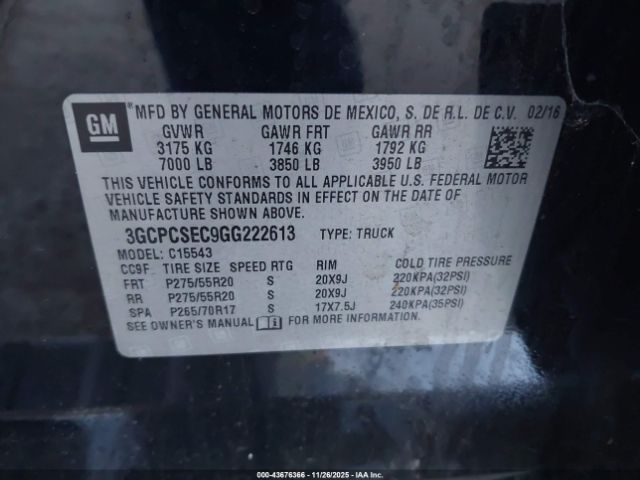 GM
MFD BY GENERAL MOTORS DE MEXICO, S. DE R.L. DE C.V. 02/16
GVWR GAWR FRT GAWR RR
3175 KG 1746 KG 1792 KG
7000 LB 3850 LB 3950 LB
THIS VEHICLE CONFORMS TO ALL APPLICABLE U.S. FEDERAL MOTOR
VEHICLE SAFETY STANDARDS IN EFFECT ON THE DATE OF
MANUFACTURE SHOWN ABOVE.
3GCPCSEC9GG222613 TYPE: TRUCK
MODEL: C15543
CC9F TIRE SIZE SPEED RTG RIM COLD TIRE PRESSURE
FRT P275/55R20 S 20X9J 220KPA(32PSI)
RR P275/55R20 S 20X9J 220KPA(32PSI)
SPA P265/70R17 S 17X7.5J 240KPA(35PSI)
SEE OWNER'S MANUAL FOR MORE INFORMATION.
000-43676366 - 11/26/2025 - IAAI.COM